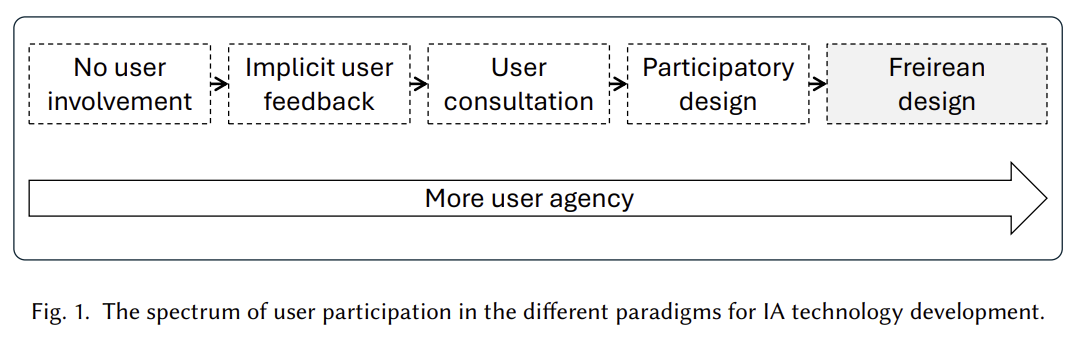 No user
involvement
Implicit user
feedback
User
consultation
Participatory
design
Freirean
design
More user agency
Fig. 1. The spectrum of user participation in the different paradigms for IA technology development.